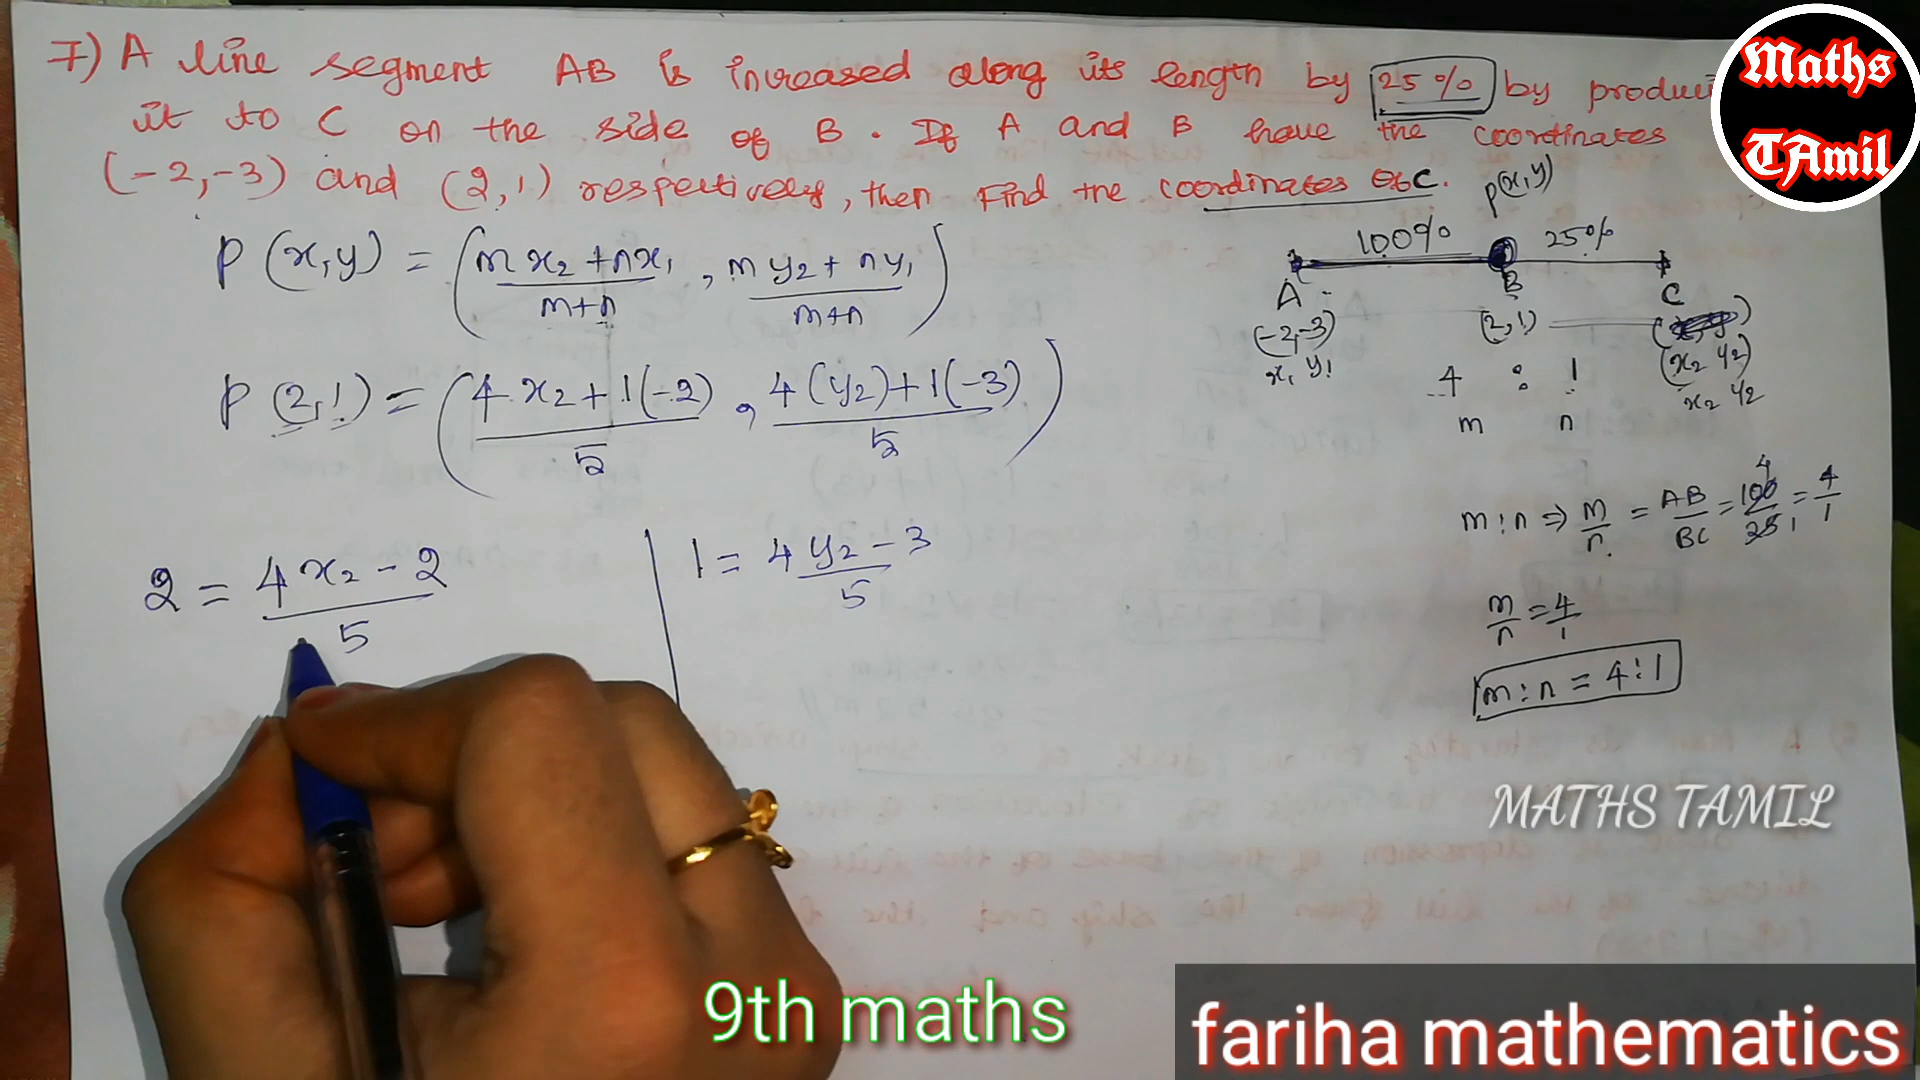 7) A line segment AB is increased along its length by 25% by produci
it to C on the side of B. If A and B have the coordinates
(-2,-3) and (2,1) respectively, then Find the coordinates of C.
P(x,y) = (mx₂+nx₁/m+n, my₂+ny₁/m+n)
P(2,1) = (4x₂+1(-2)/5, 4(y₂)+1(-3)/5)
2 = 4x₂-2/5
1 = 4y₂-3/5
P(x,y)
100% 25%
A B C
(-2,-3) (2,1)
(x₂ y₂)
x₁ y₁
4 : 1
x₂ y₂
m n
m:n ⇒ m/n = AB/BC = 100/25 = 4/1
4
1
m/n = 4/1
m:n = 4:1
Maths
TAmil
MATHS TAMIL
9th maths
fariha mathematics